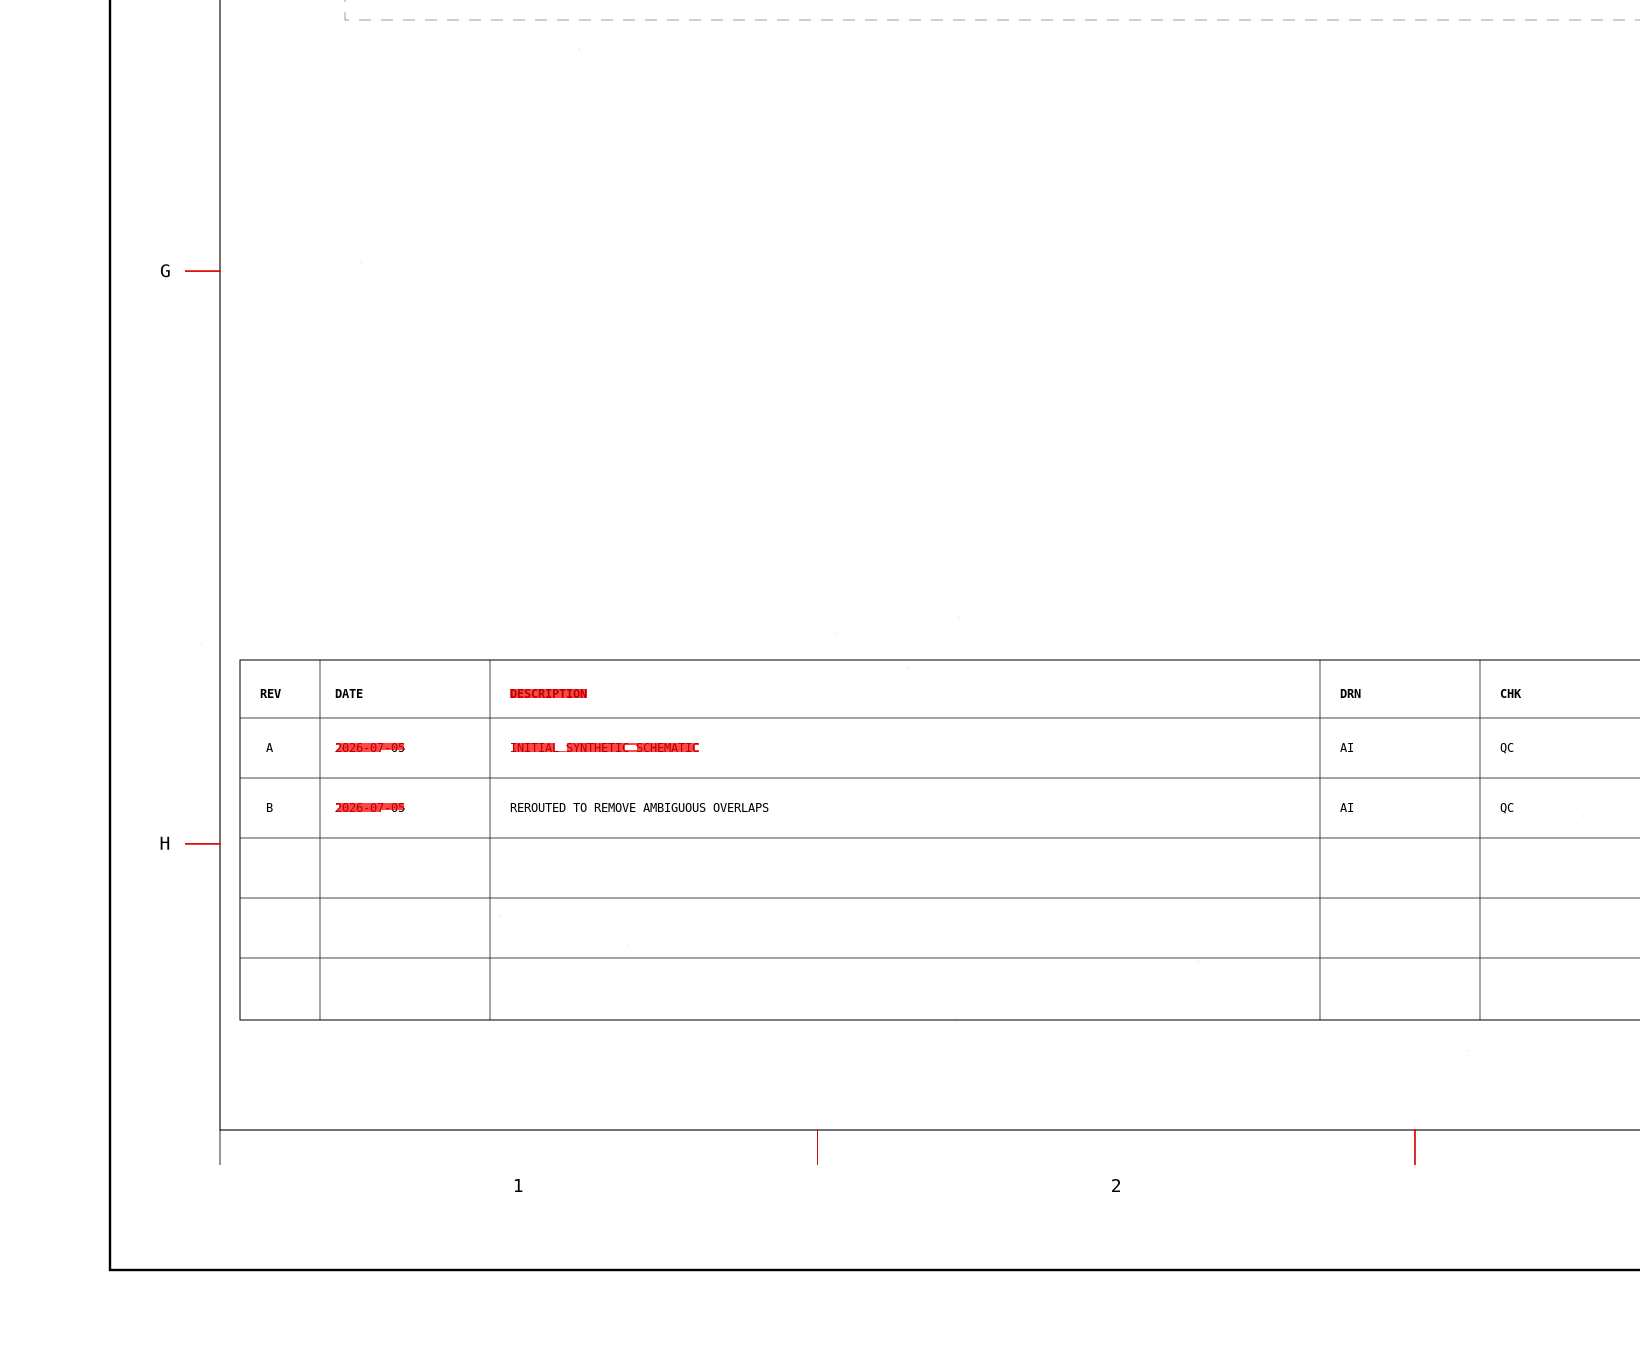 G
REV DATE DESCRIPTION DRN CHK
A 2026-07-05 INITIAL SYNTHETIC SCHEMATIC AI QC
B 2026-07-05 REROUTED TO REMOVE AMBIGUOUS OVERLAPS AI QC
H
1 2